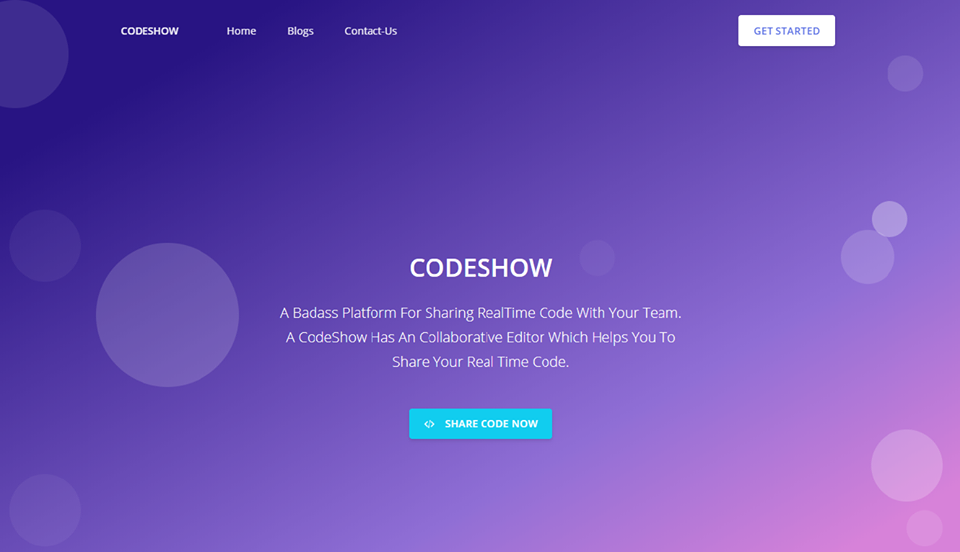 CODESHOW
Home
Blogs
Contact-Us
GET STARTED
CODESHOW
A Badass Platform For Sharing RealTime Code With Your Team.
A CodeShow Has An Collaborative Editor Which Helps You To
Share Your Real Time Code.
SHARE CODE NOW